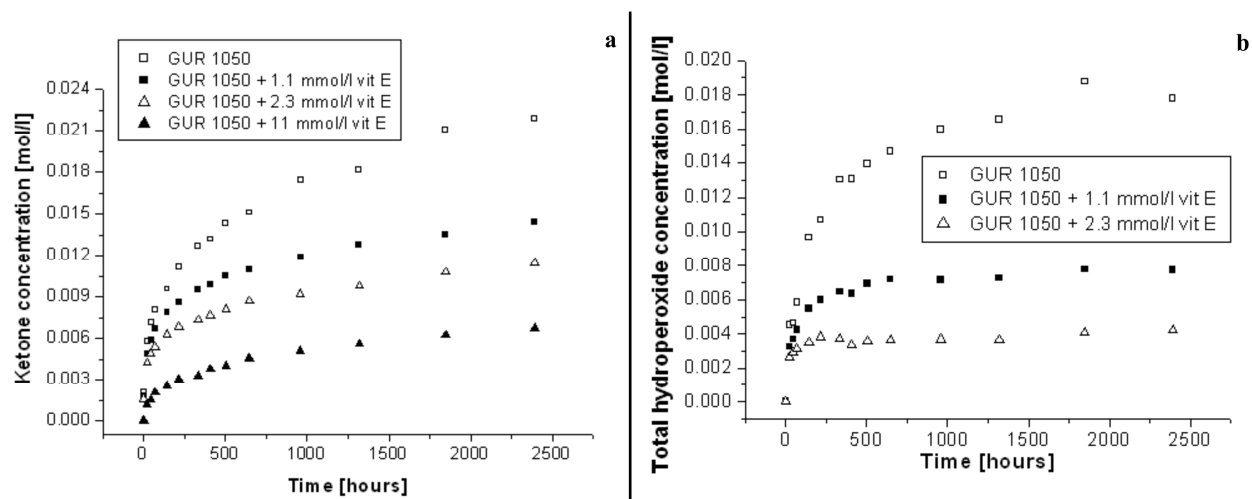 a
GUR 1050
GUR 1050 + 1.1 mmol/l vit E
GUR 1050 + 2.3 mmol/l vit E
GUR 1050 + 11 mmol/l vit E
Ketone concentration [mol/l]
0.024
0.021
0.018
0.015
0.012
0.009
0.006
0.003
0.000
0 500 1000 1500 2000 2500
Time [hours]
b
Total hydroperoxide concentration [mol/l]
0.020
0.018
0.016
0.014
0.012
0.010
0.008
0.006
0.004
0.002
0.000
GUR 1050
GUR 1050 + 1.1 mmol/l vit E
GUR 1050 + 2.3 mmol/l vit E
0 500 1000 1500 2000 2500
Time [hours]